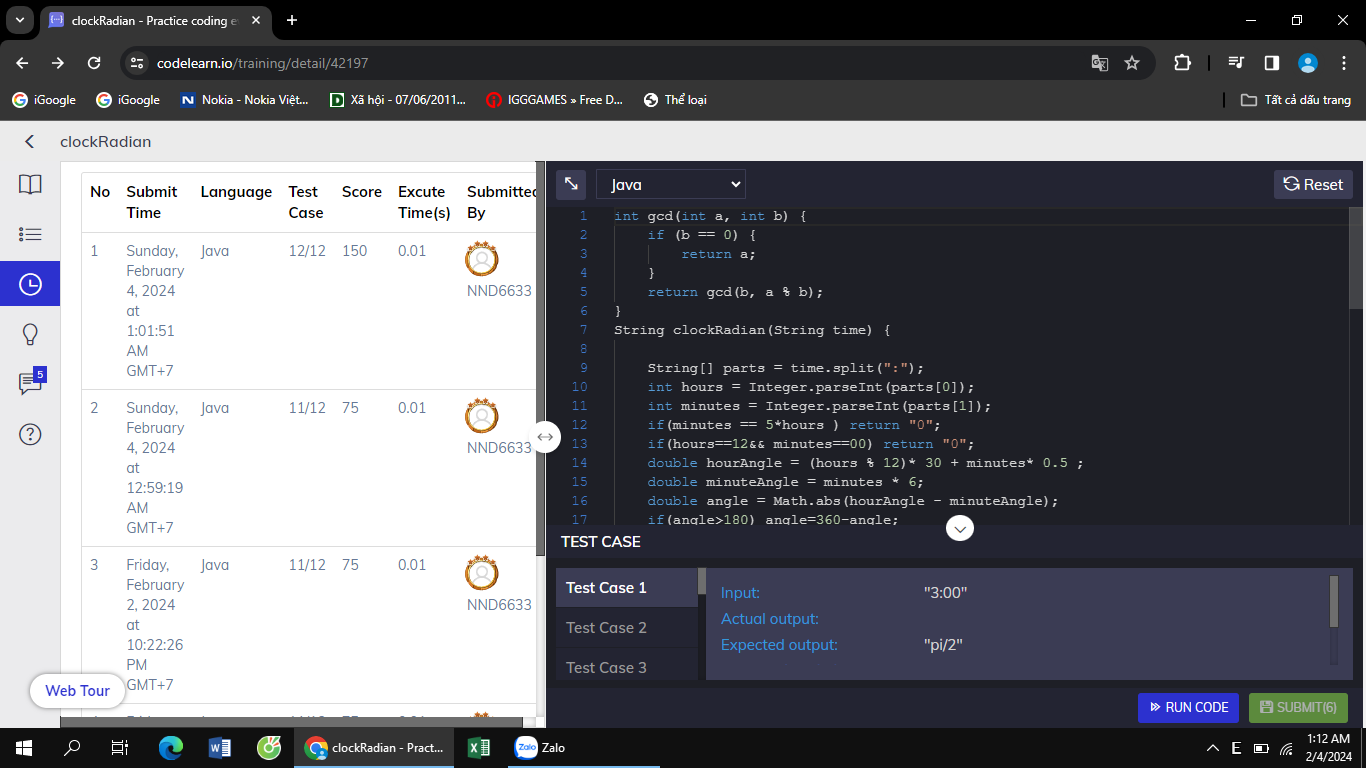 clockRadian - Practice coding e
codelearn.io/training/detail/42197
iGoogle
iGoogle
Nokia - Nokia Việt...
Xã hội - 07/06/2011...
IGGGAMES » Free D...
Thể loại
Tất cả dấu trang
clockRadian
No Submit Time Language Test Case Score Excute Time(s) Submitted By
1 Sunday, February 4, 2024 at 1:01:51 AM GMT+7 Java 12/12 150 0.01 NND6633
2 Sunday, February 4, 2024 at 12:59:19 AM GMT+7 Java 11/12 75 0.01 NND6633
3 Friday, February 2, 2024 at 10:22:26 PM GMT+7 Java 11/12 75 0.01 NND6633
5
Web Tour
Java
Reset
1 int gcd(int a, int b) {
2 if (b == 0) {
3 return a;
4 }
5 return gcd(b, a % b);
6 }
7 String clockRadian(String time) {
8
9 String[] parts = time.split(":");
10 int hours = Integer.parseInt(parts[0]);
11 int minutes = Integer.parseInt(parts[1]);
12 if(minutes == 5*hours ) return "0";
13 if(hours==12&& minutes==00) return "0";
14 double hourAngle = (hours % 12)* 30 + minutes* 0.5 ;
15 double minuteAngle = minutes * 6;
16 double angle = Math.abs(hourAngle - minuteAngle);
17 if(angle>180) angle=360-angle;
TEST CASE
Test Case 1
Test Case 2
Test Case 3
Input: "3:00"
Actual output:
Expected output: "pi/2"
RUN CODE
SUBMIT(6)
clockRadian - Pract...
Zalo
Zalo
E
1:12 AM
2/4/2024